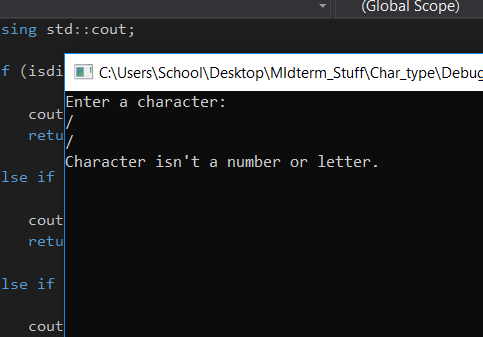 (Global Scope)
sing std::cout;
C:\Users\School\Desktop\MIdterm_Stuff\Char_type\Debug
f (isdi
Enter a character:
/
/
Character isn't a number or letter.
cout
retu
lse if
cout
retu
lse if
cout